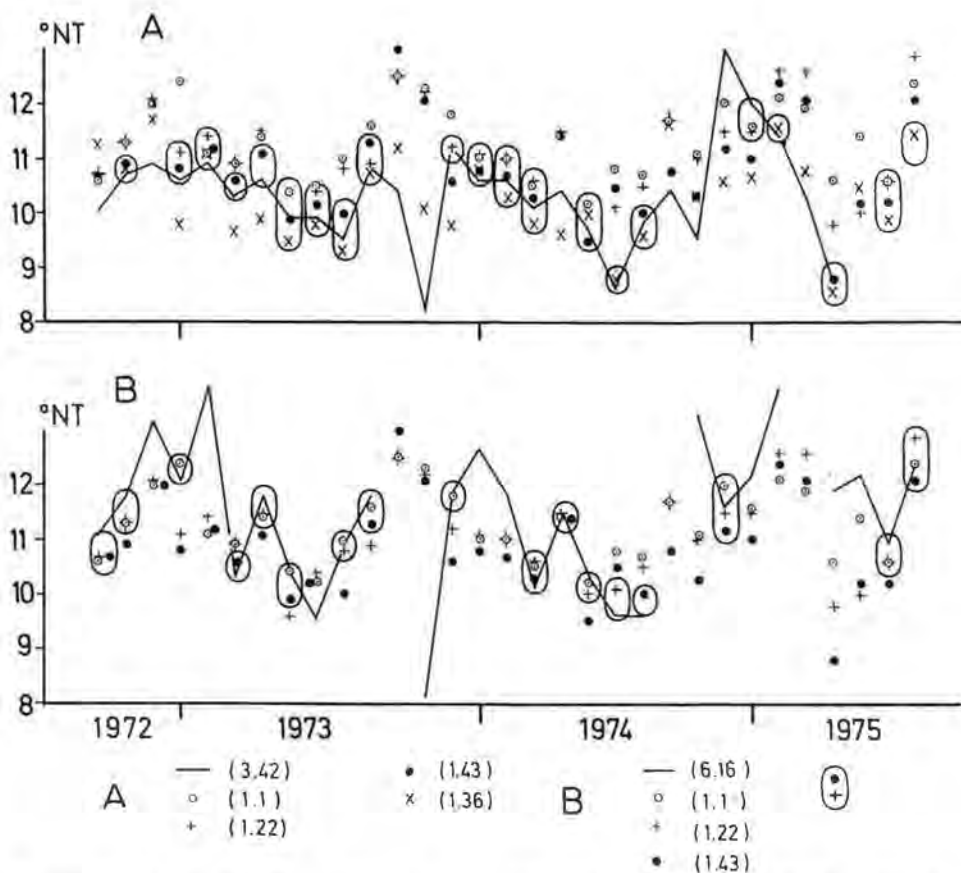 °NT A
12
11
10
9
8
B
°NT
12
11
10
9
8
1972 1973 1974 1975
A — (3,42) • (1,43) B — (6,16)
○ (1.1) x (1,36) ○ (1.1)
+ (1.22) + (1,22)
• (1.43)